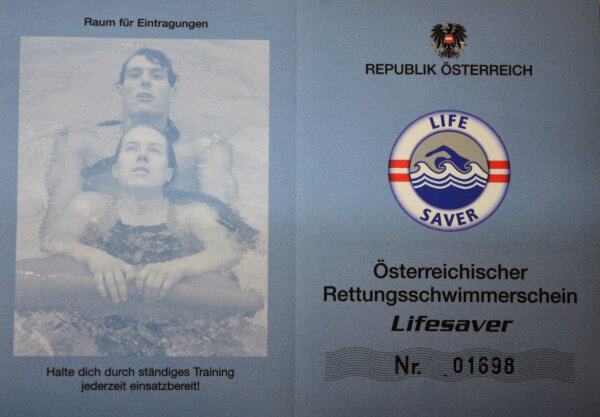 Raum für Eintragungen
Halte dich durch ständiges Training
jederzeit einsatzbereit!
REPUBLIK ÖSTERREICH
LIFE
SAVER
Österreichischer
Rettungsschwimmerschein
Lifesaver
Nr. 01698